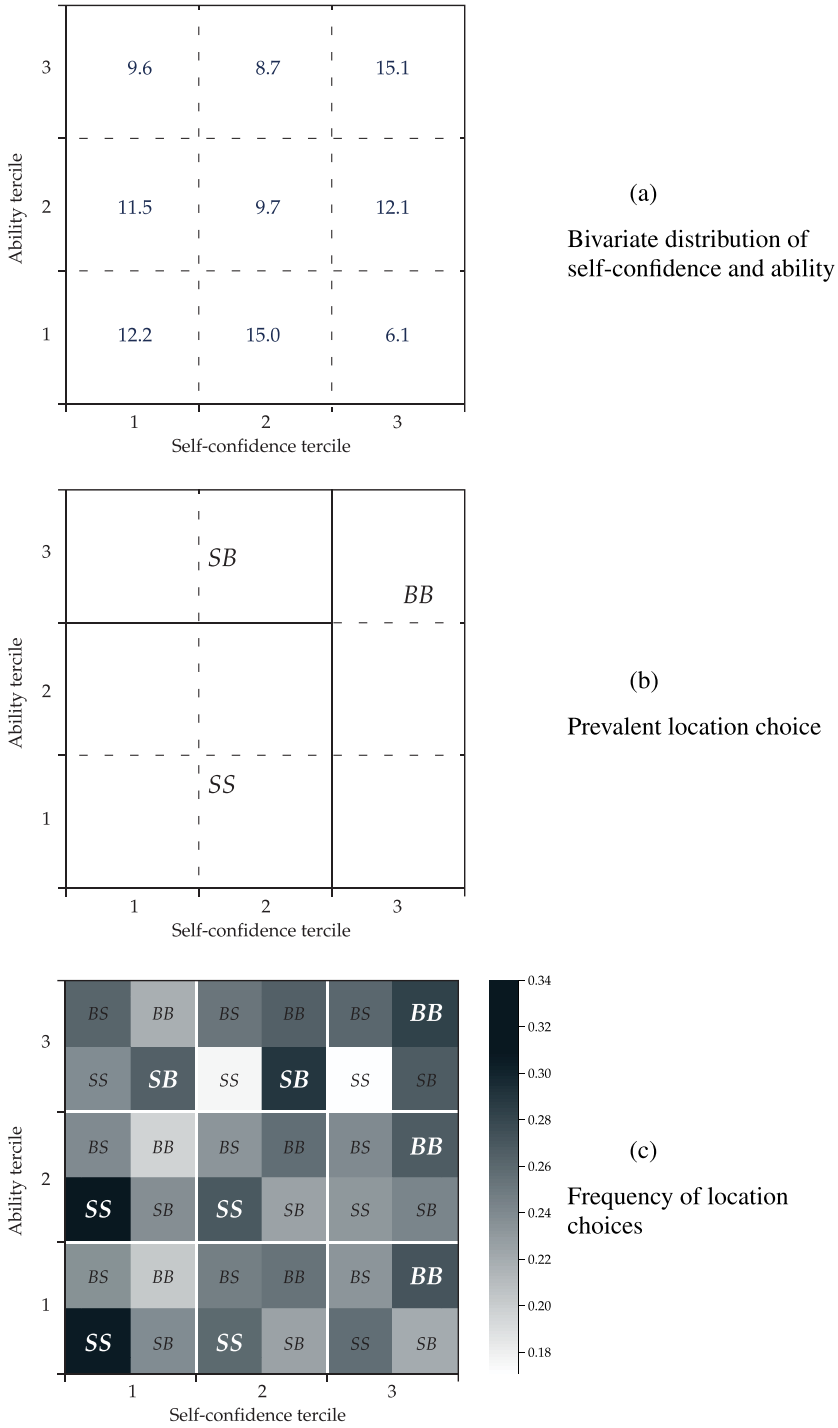 3 9.6 8.7 15.1
2 11.5 9.7 12.1
1 12.2 15.0 6.1
Ability tercile
1 2 3
Self-confidence tercile
(a)
Bivariate distribution of
self-confidence and ability
3 SB
BB
2
SS
1
Ability tercile
1 2 3
Self-confidence tercile
(b)
Prevalent location choice
BS BB BS BB BS BB
3
SS SB SS SB SS SB
BS BB BS BB BS BB
2
SS SB SS SB SS SB
BS BB BS BB BS BB
1
SS SB SS SB SS SB
Ability tercile
1 2 3
Self-confidence tercile
0.34
0.32
0.30
0.28
0.26
0.24
0.22
0.20
0.18
(c)
Frequency of location
choices